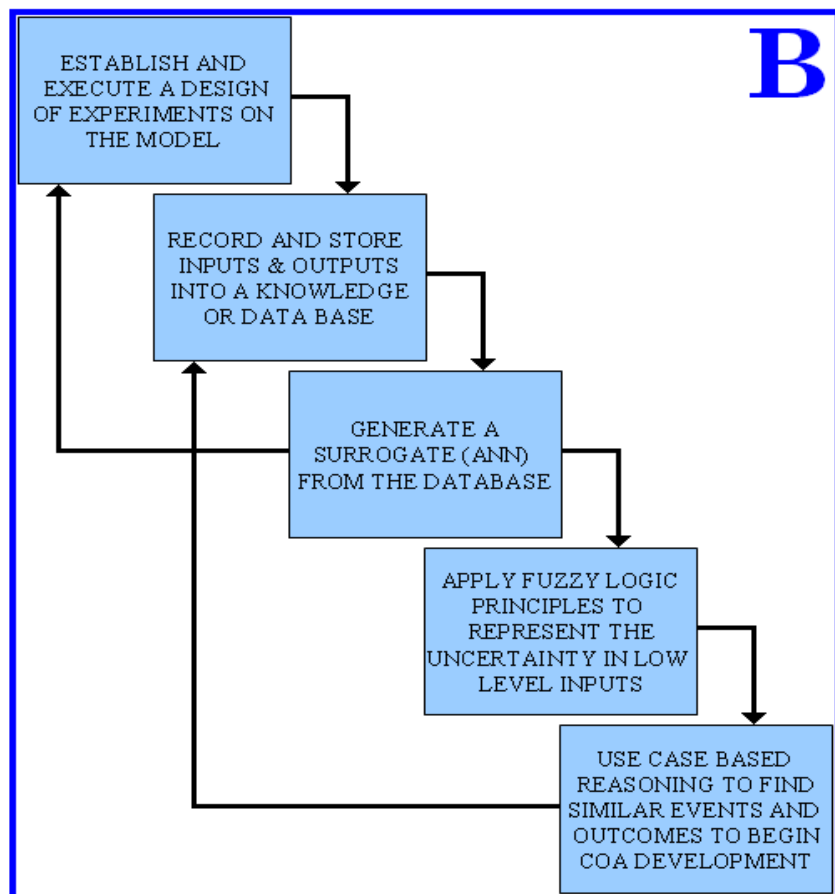 B
ESTABLISH AND
EXECUTE A DESIGN
OF EXPERIMENTS ON
THE MODEL
RECORD AND STORE
INPUTS & OUTPUTS
INTO A KNOWLEDGE
OR DATA BASE
GENERATE A
SURROGATE (ANN)
FROM THE DATABASE
APPLY FUZZY LOGIC
PRINCIPLES TO
REPRESENT THE
UNCERTAINTY IN LOW
LEVEL INPUTS
USE CASE BASED
REASONING TO FIND
SIMILAR EVENTS AND
OUTCOMES TO BEGIN
COA DEVELOPMENT